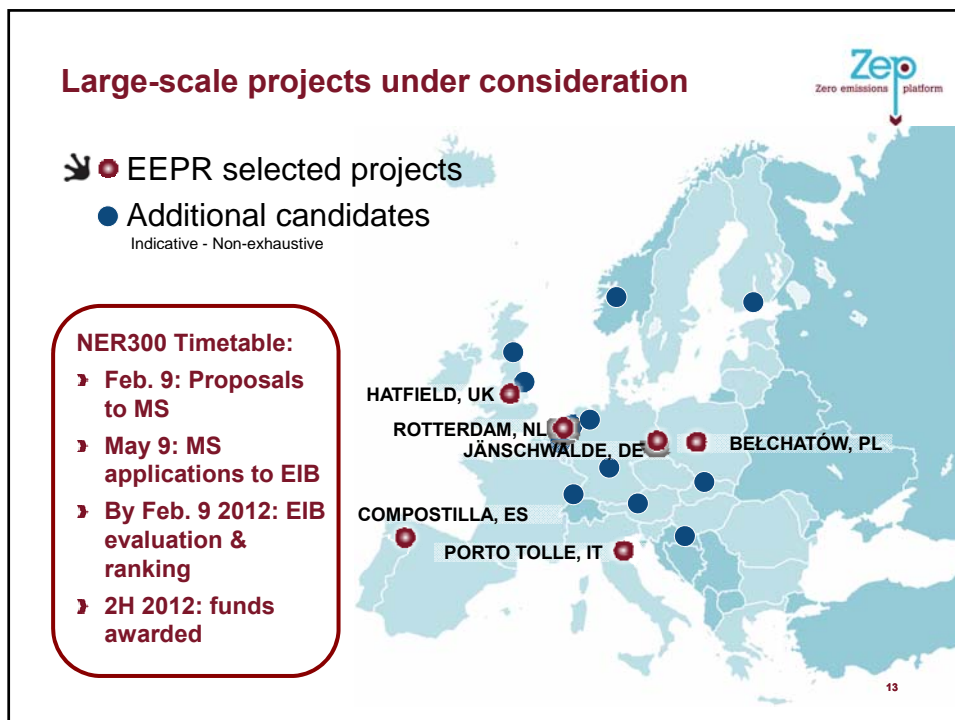 Large-scale projects under consideration
Zep
Zero emissions platform
EEPR selected projects
Additional candidates
Indicative - Non-exhaustive
NER300 Timetable:
Feb. 9: Proposals
to MS
May 9: MS
applications to EIB
By Feb. 9 2012: EIB
evaluation &
ranking
2H 2012: funds
awarded
HATFIELD, UK
ROTTERDAM, NL
JÄNSCHWALDE, DE
BEŁCHATÓW, PL
COMPOSTILLA, ES
PORTO TOLLE, IT
13